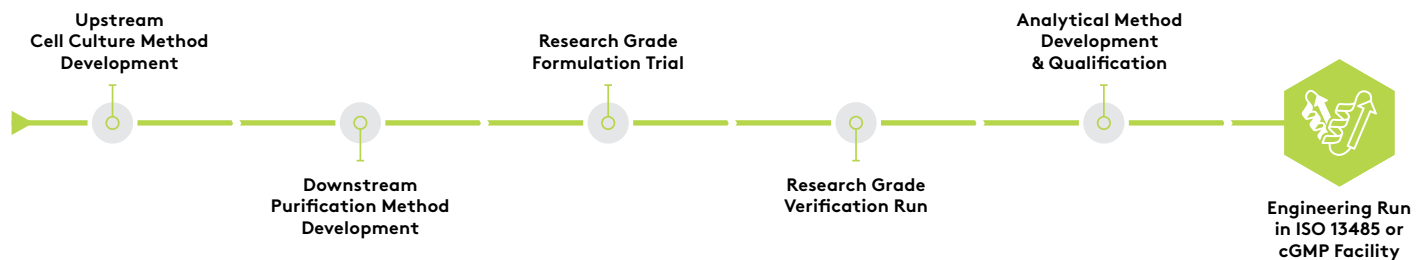 Upstream
Cell Culture Method
Development
Downstream
Purification Method
Development
Research Grade
Formulation Trial
Research Grade
Verification Run
Analytical Method
Development
& Qualification
Engineering Run
in ISO 13485 or
cGMP Facility